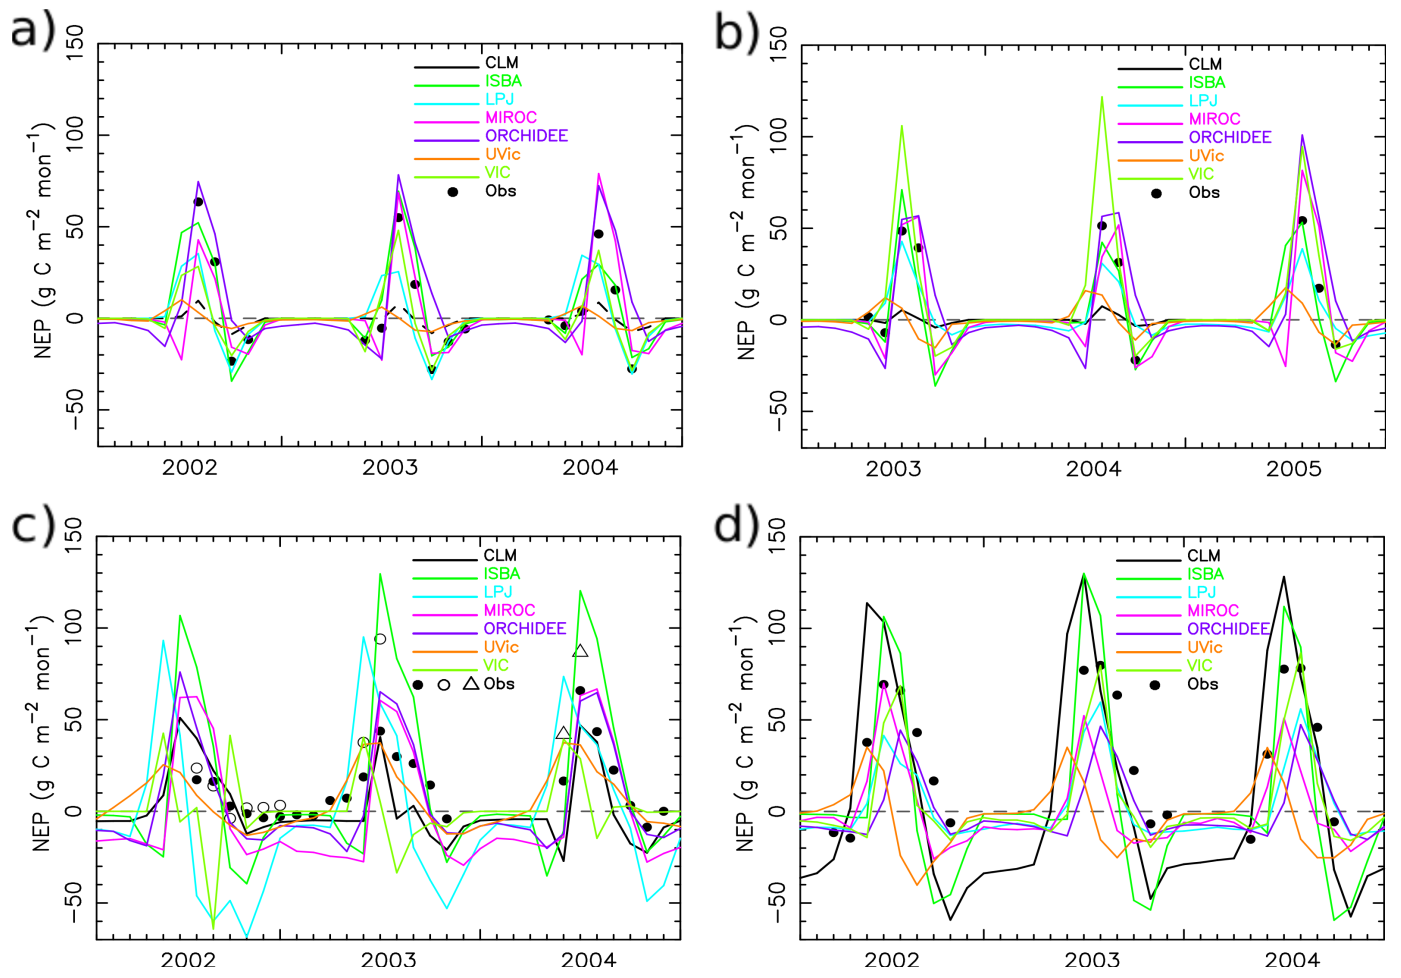 a)
150
100
50
0
−50
NEP (g C m−2 mon−1)
CLM
ISBA
LPJ
MIROC
ORCHIDEE
UVic
VIC
Obs
2002
2003
2004
b)
150
100
50
0
−50
NEP (g C m−2 mon−1)
CLM
ISBA
LPJ
MIROC
ORCHIDEE
UVic
VIC
Obs
2003
2004
2005
c)
150
100
50
0
−50
NEP (g C m−2 mon−1)
CLM
ISBA
LPJ
MIROC
ORCHIDEE
UVic
VIC
Obs
2002
2003
2004
d)
150
100
50
0
−50
NEP (g C m−2 mon−1)
CLM
ISBA
LPJ
MIROC
ORCHIDEE
UVic
VIC
Obs
2002
2003
2004